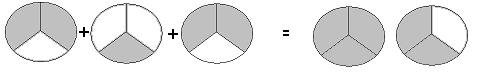 + + =